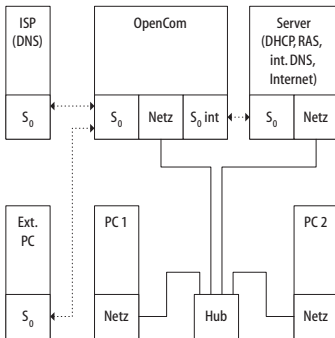 ISP
(DNS)
OpenCom
Server
(DHCP, RAS,
int. DNS,
Internet)
S0
S0
Netz
S0 int
S0
Netz
Ext.
PC
PC 1
PC 2
S0
Netz
Hub
Netz